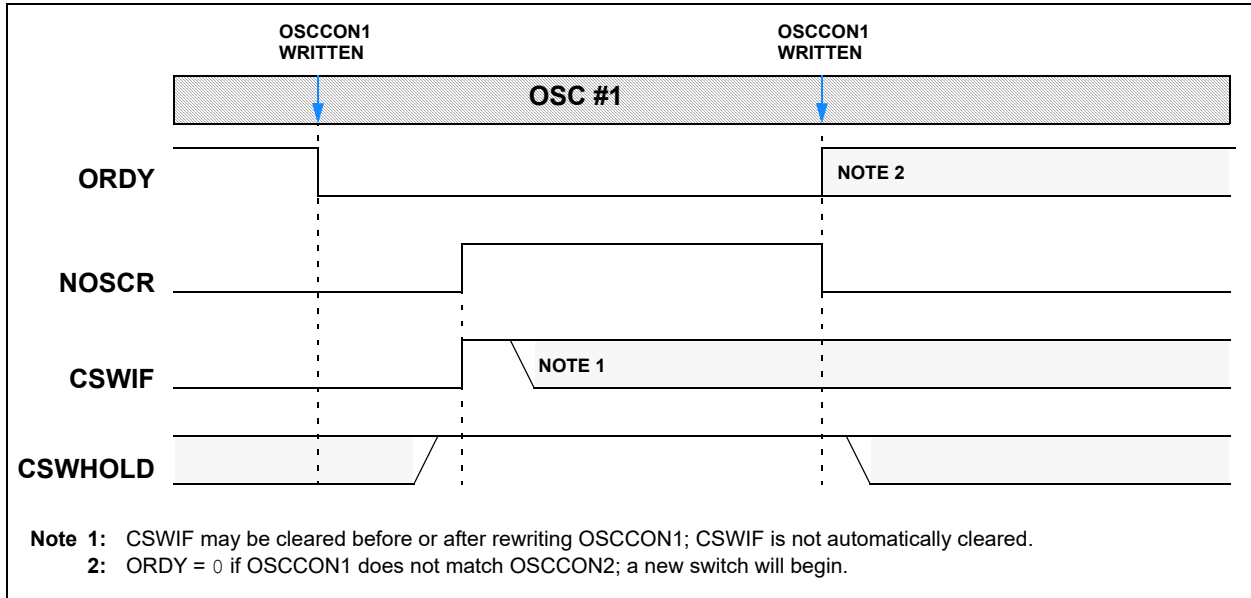 OSCCON1 OSCCON1
WRITTEN WRITTEN
OSC #1
ORDY NOTE 2
NOSCR
CSWIF NOTE 1
CSWHOLD
Note 1: CSWIF may be cleared before or after rewriting OSCCON1; CSWIF is not automatically cleared.
2: ORDY = 0 if OSCCON1 does not match OSCCON2; a new switch will begin.